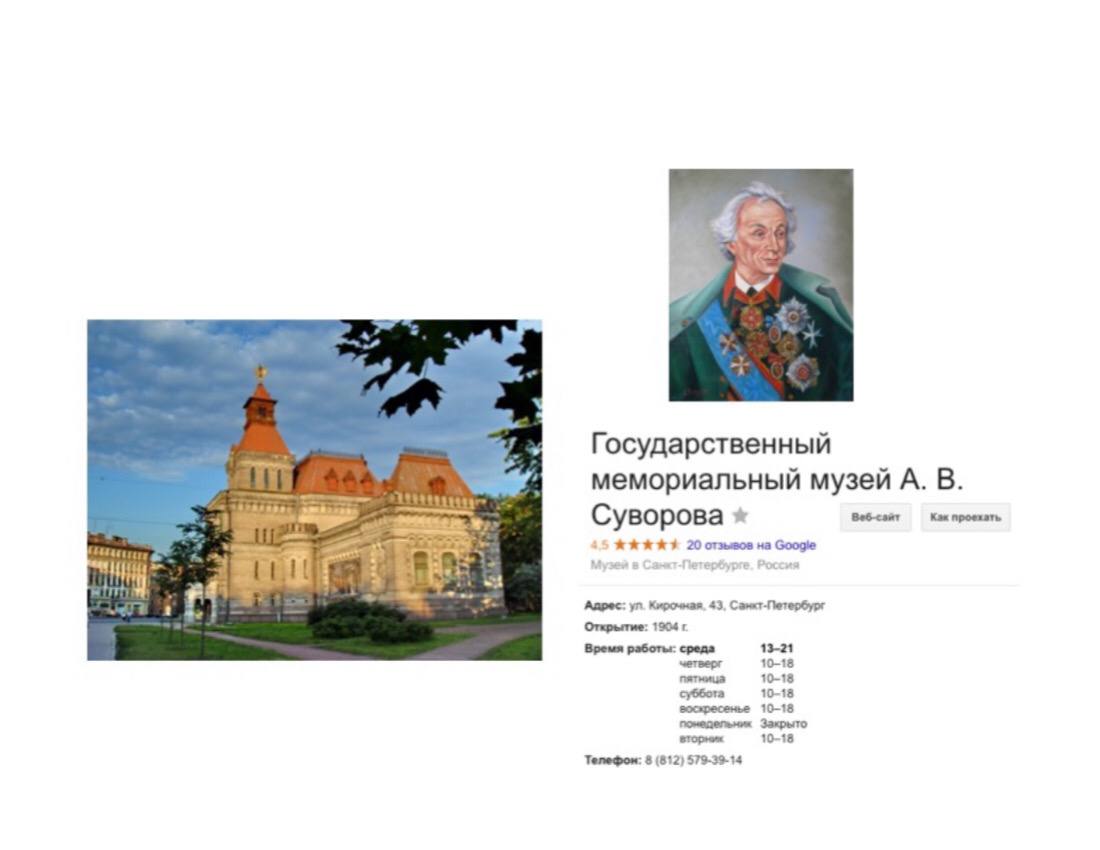 Государственный
мемориальный музей А. В.
Суворова
Веб-сайт
Как проехать
4,5 20 отзывов на Google
Музей в Санкт-Петербурге, Россия
Адрес: ул. Кирочная, 43, Санкт-Петербург
Открытие: 1904 г.
Время работы: среда 13–21
четверг 10–18
пятница 10–18
суббота 10–18
воскресенье 10–18
понедельник Закрыто
вторник 10–18
Телефон: 8 (812) 579-39-14